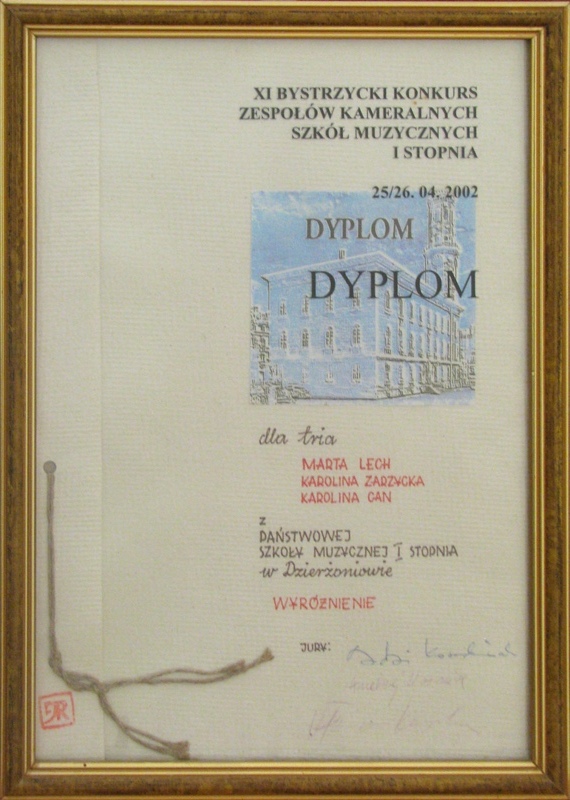 XI BYSTRZYCKI KONKURS
ZESPOŁÓW KAMERALNYCH
SZKÓŁ MUZYCZNYCH
I STOPNIA
25/26. 04. 2002
DYPLOM
DYPLOM
dla tria
MARTA LECH
KAROLINA ZARZYCKA
KAROLINA GAN
z
PAŃSTWOWEJ
SZKOŁY MUZYCZNEJ I STOPNIA
w Dzierżoniowie
WYRÓŻNIENIE
JURY: